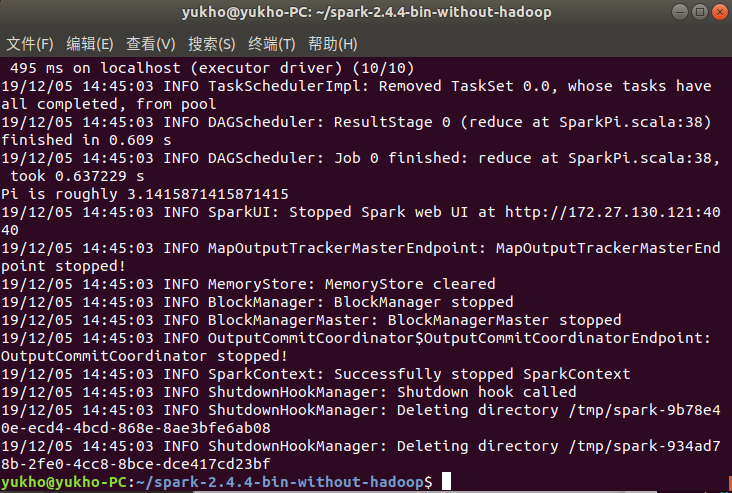 yukho@yukho-PC: ~/spark-2.4.4-bin-without-hadoop
文件(F) 编辑(E) 查看(V) 搜索(S) 终端(T) 帮助(H)
 495 ms on localhost (executor driver) (10/10)
19/12/05 14:45:03 INFO TaskSchedulerImpl: Removed TaskSet 0.0, whose tasks have
all completed, from pool
19/12/05 14:45:03 INFO DAGScheduler: ResultStage 0 (reduce at SparkPi.scala:38)
finished in 0.609 s
19/12/05 14:45:03 INFO DAGScheduler: Job 0 finished: reduce at SparkPi.scala:38,
 took 0.637229 s
Pi is roughly 3.1415871415871415
19/12/05 14:45:03 INFO SparkUI: Stopped Spark web UI at http://172.27.130.121:40
40
19/12/05 14:45:03 INFO MapOutputTrackerMasterEndpoint: MapOutputTrackerMasterEnd
point stopped!
19/12/05 14:45:03 INFO MemoryStore: MemoryStore cleared
19/12/05 14:45:03 INFO BlockManager: BlockManager stopped
19/12/05 14:45:03 INFO BlockManagerMaster: BlockManagerMaster stopped
19/12/05 14:45:03 INFO OutputCommitCoordinator$OutputCommitCoordinatorEndpoint:
OutputCommitCoordinator stopped!
19/12/05 14:45:03 INFO SparkContext: Successfully stopped SparkContext
19/12/05 14:45:03 INFO ShutdownHookManager: Shutdown hook called
19/12/05 14:45:03 INFO ShutdownHookManager: Deleting directory /tmp/spark-9b78e4
0e-ecd4-4bcd-868e-8ae3bfe6ab08
19/12/05 14:45:03 INFO ShutdownHookManager: Deleting directory /tmp/spark-934ad7
8b-2fe0-4cc8-8bce-dce417cd23bf
yukho@yukho-PC:~/spark-2.4.4-bin-without-hadoop$